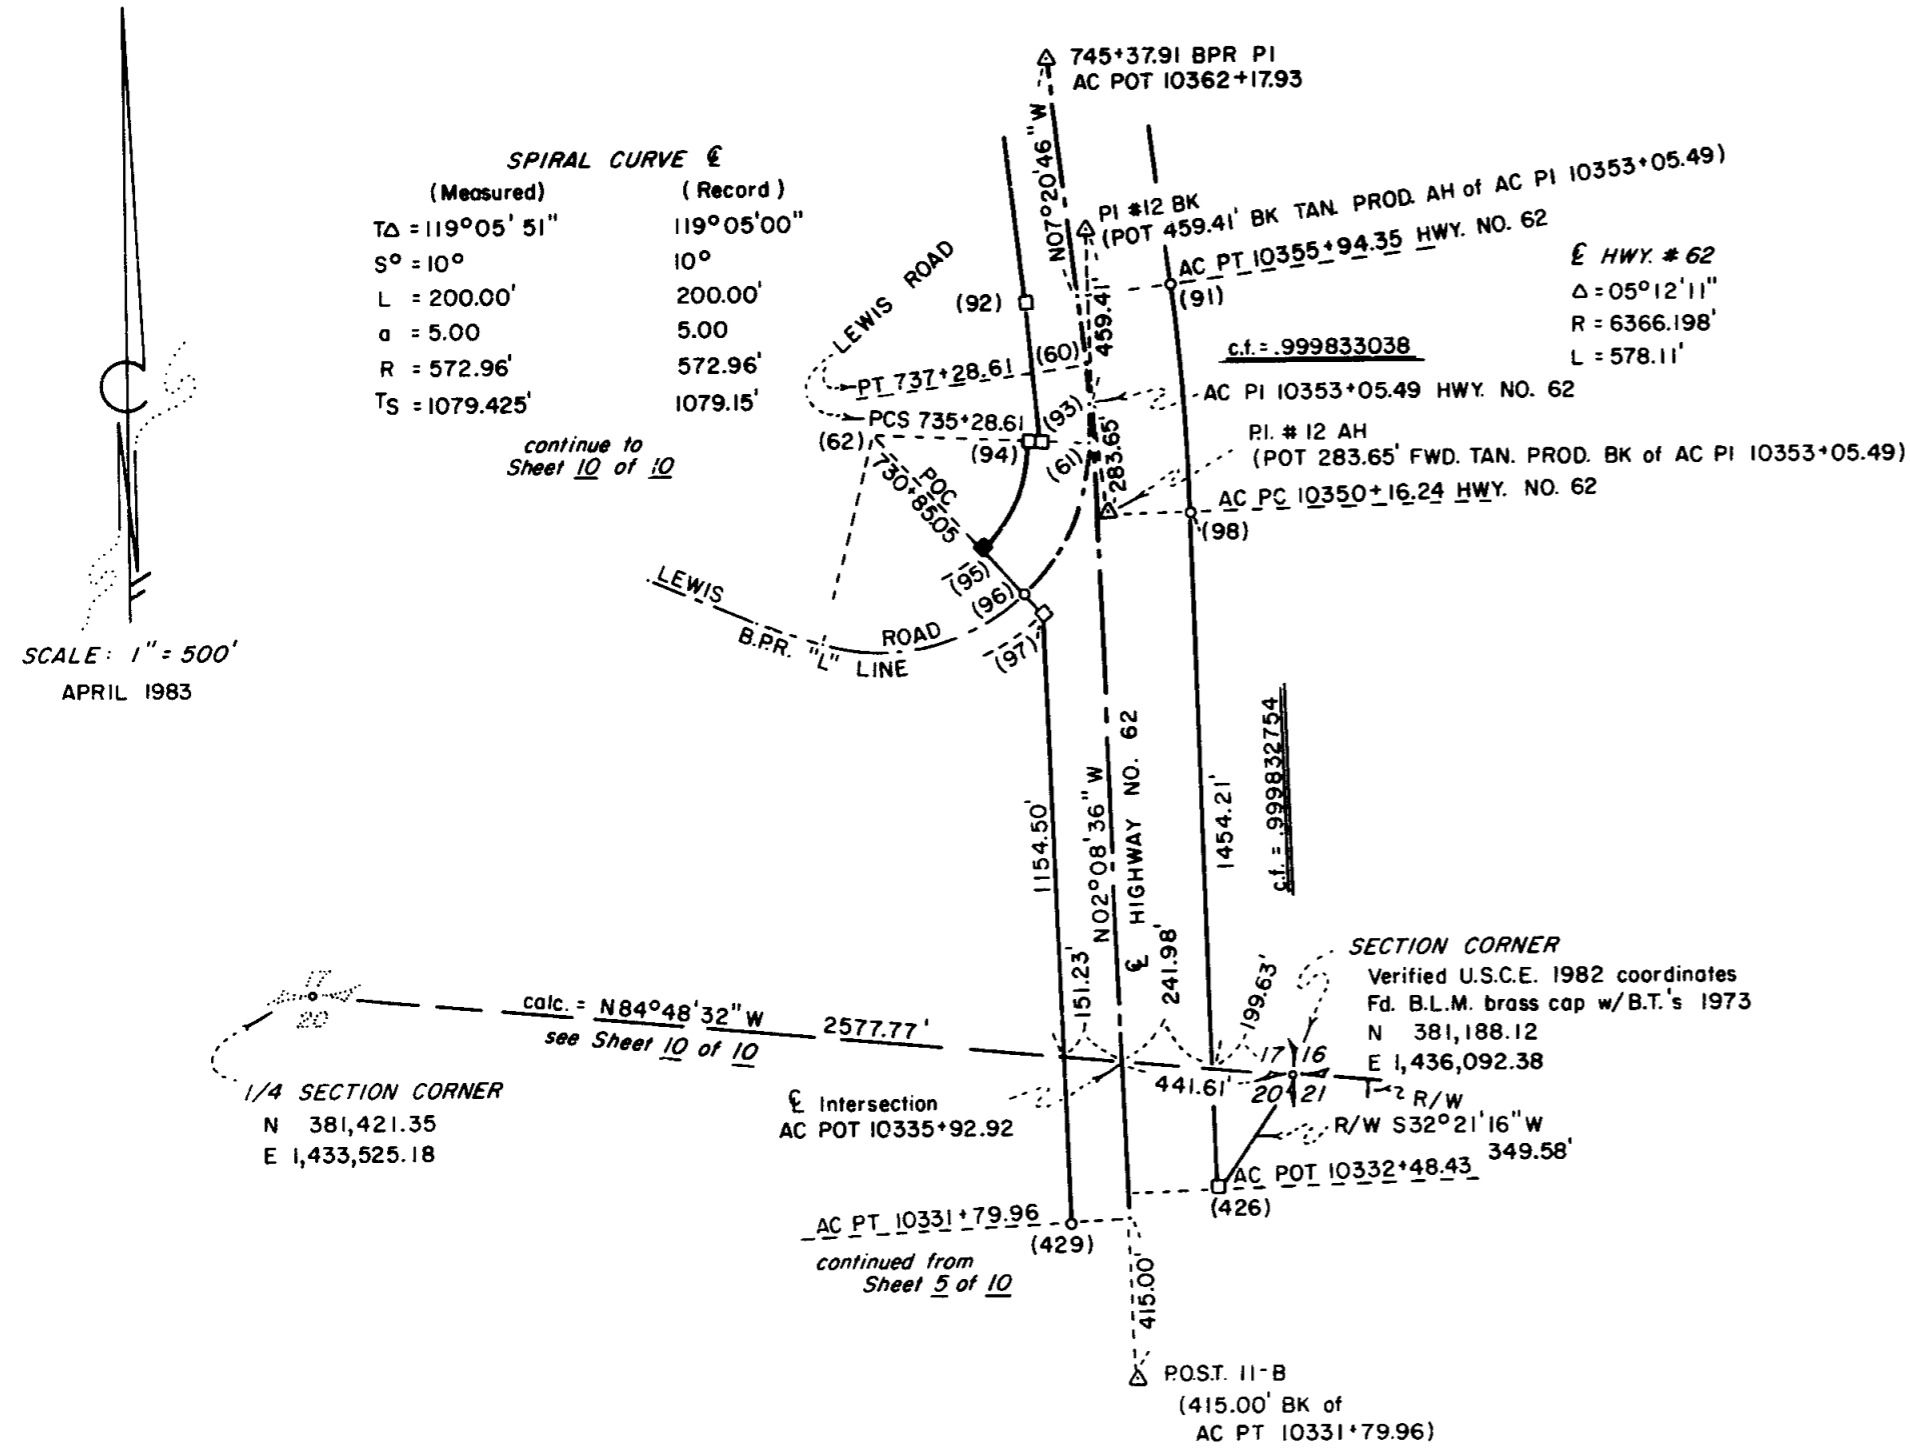 745+37.91 BPR PI
AC POT 10362+17.93
SPIRAL CURVE ℄
(Measured) (Record)
T∆ = 119°05'51" 119°05'00"
S° = 10° 10°
L = 200.00' 200.00'
a = 5.00 5.00
R = 572.96' 572.96'
TS = 1079.425' 1079.15'
continue to
Sheet 10 of 10
N07°20'46"W
PI #12 BK
(POT 459.41' BK TAN. PROD. AH of AC PI 10353+05.49)
AC PT 10355+94.35 HWY. NO. 62
(91)
(92)
459.41'
℄ HWY. #62
∆ = 05°12'11"
R = 6366.198'
L = 578.11'
c.f. = .999833038
LEWIS ROAD
PT 737+28.61
(60)
PCS 735+28.61
(93)
(62)
(94)
(61)
AC PI 10353+05.49 HWY. NO. 62
283.65'
P.I. # 12 AH
(POT 283.65' FWD. TAN. PROD. BK of AC PI 10353+05.49)
AC PC 10350+16.24 HWY. NO. 62
(98)
POC
730+85.05
(95)
(96)
(97)
LEWIS
ROAD
B.P.R. "L" LINE
SCALE: 1" = 500'
APRIL 1983
1154.50'
N02°08'36"W
℄ HIGHWAY NO. 62
1454.21'
c.f. = .999832754
151.23'
241.98'
199.63'
SECTION CORNER
Verified U.S.C.E. 1982 coordinates
Fd. B.L.M. brass cap w/B.T.'s 1973
N 381,188.12
E 1,436,092.38
17
20
calc. = N84°48'32"W 2577.77'
see Sheet 10 of 10
1/4 SECTION CORNER
N 381,421.35
E 1,433,525.18
℄ Intersection
AC POT 10335+92.92
441.61'
17 16
20 21
R/W
R/W S32°21'16"W
349.58'
AC POT 10332+48.43
(426)
AC PT 10331+79.96
(429)
continued from
Sheet 5 of 10
415.00'
P.O.S.T. 11-B
(415.00' BK of
AC PT 10331+79.96)